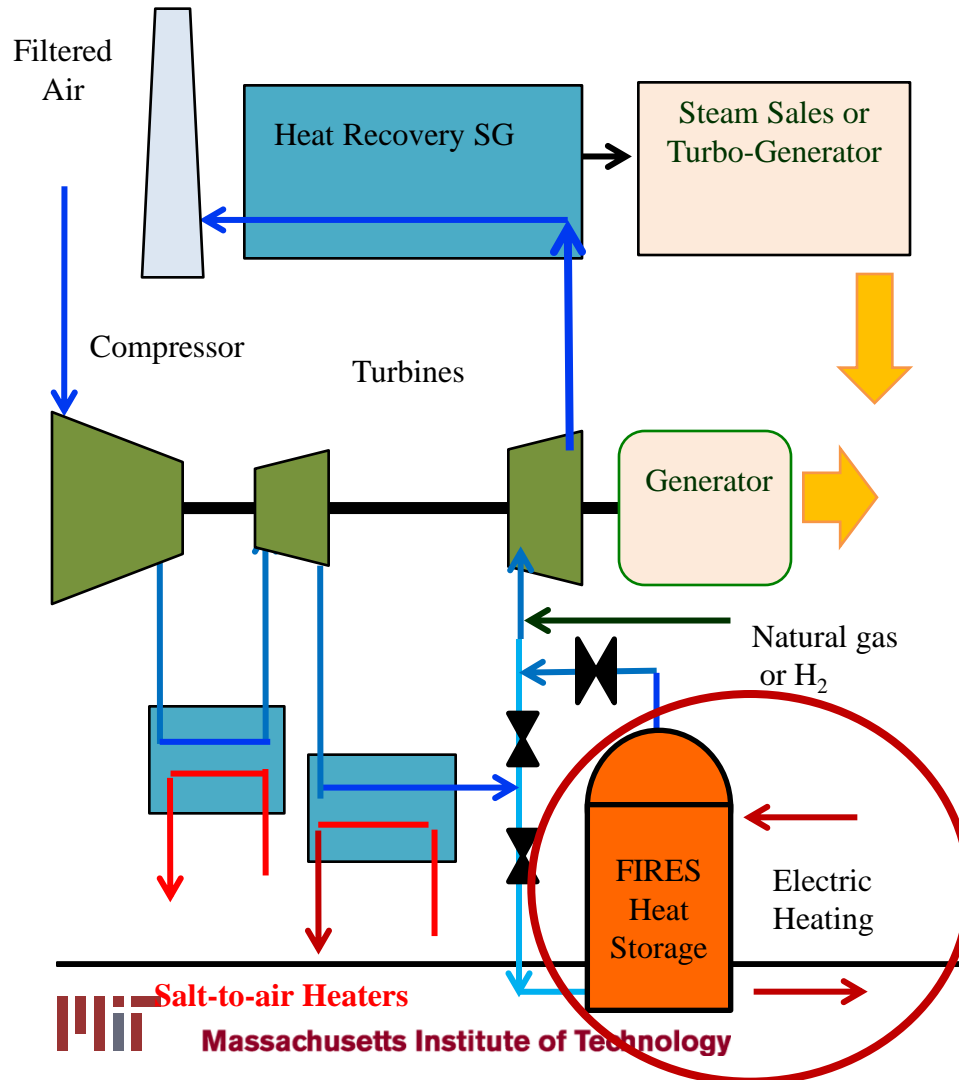 Filtered
Air
Heat Recovery SG
Steam Sales or
Turbo-Generator
Compressor
Turbines
Generator
Natural gas
or H₂
FIRES
Heat
Storage
Electric
Heating
Salt-to-air Heaters
MIT
Massachusetts Institute of Technology